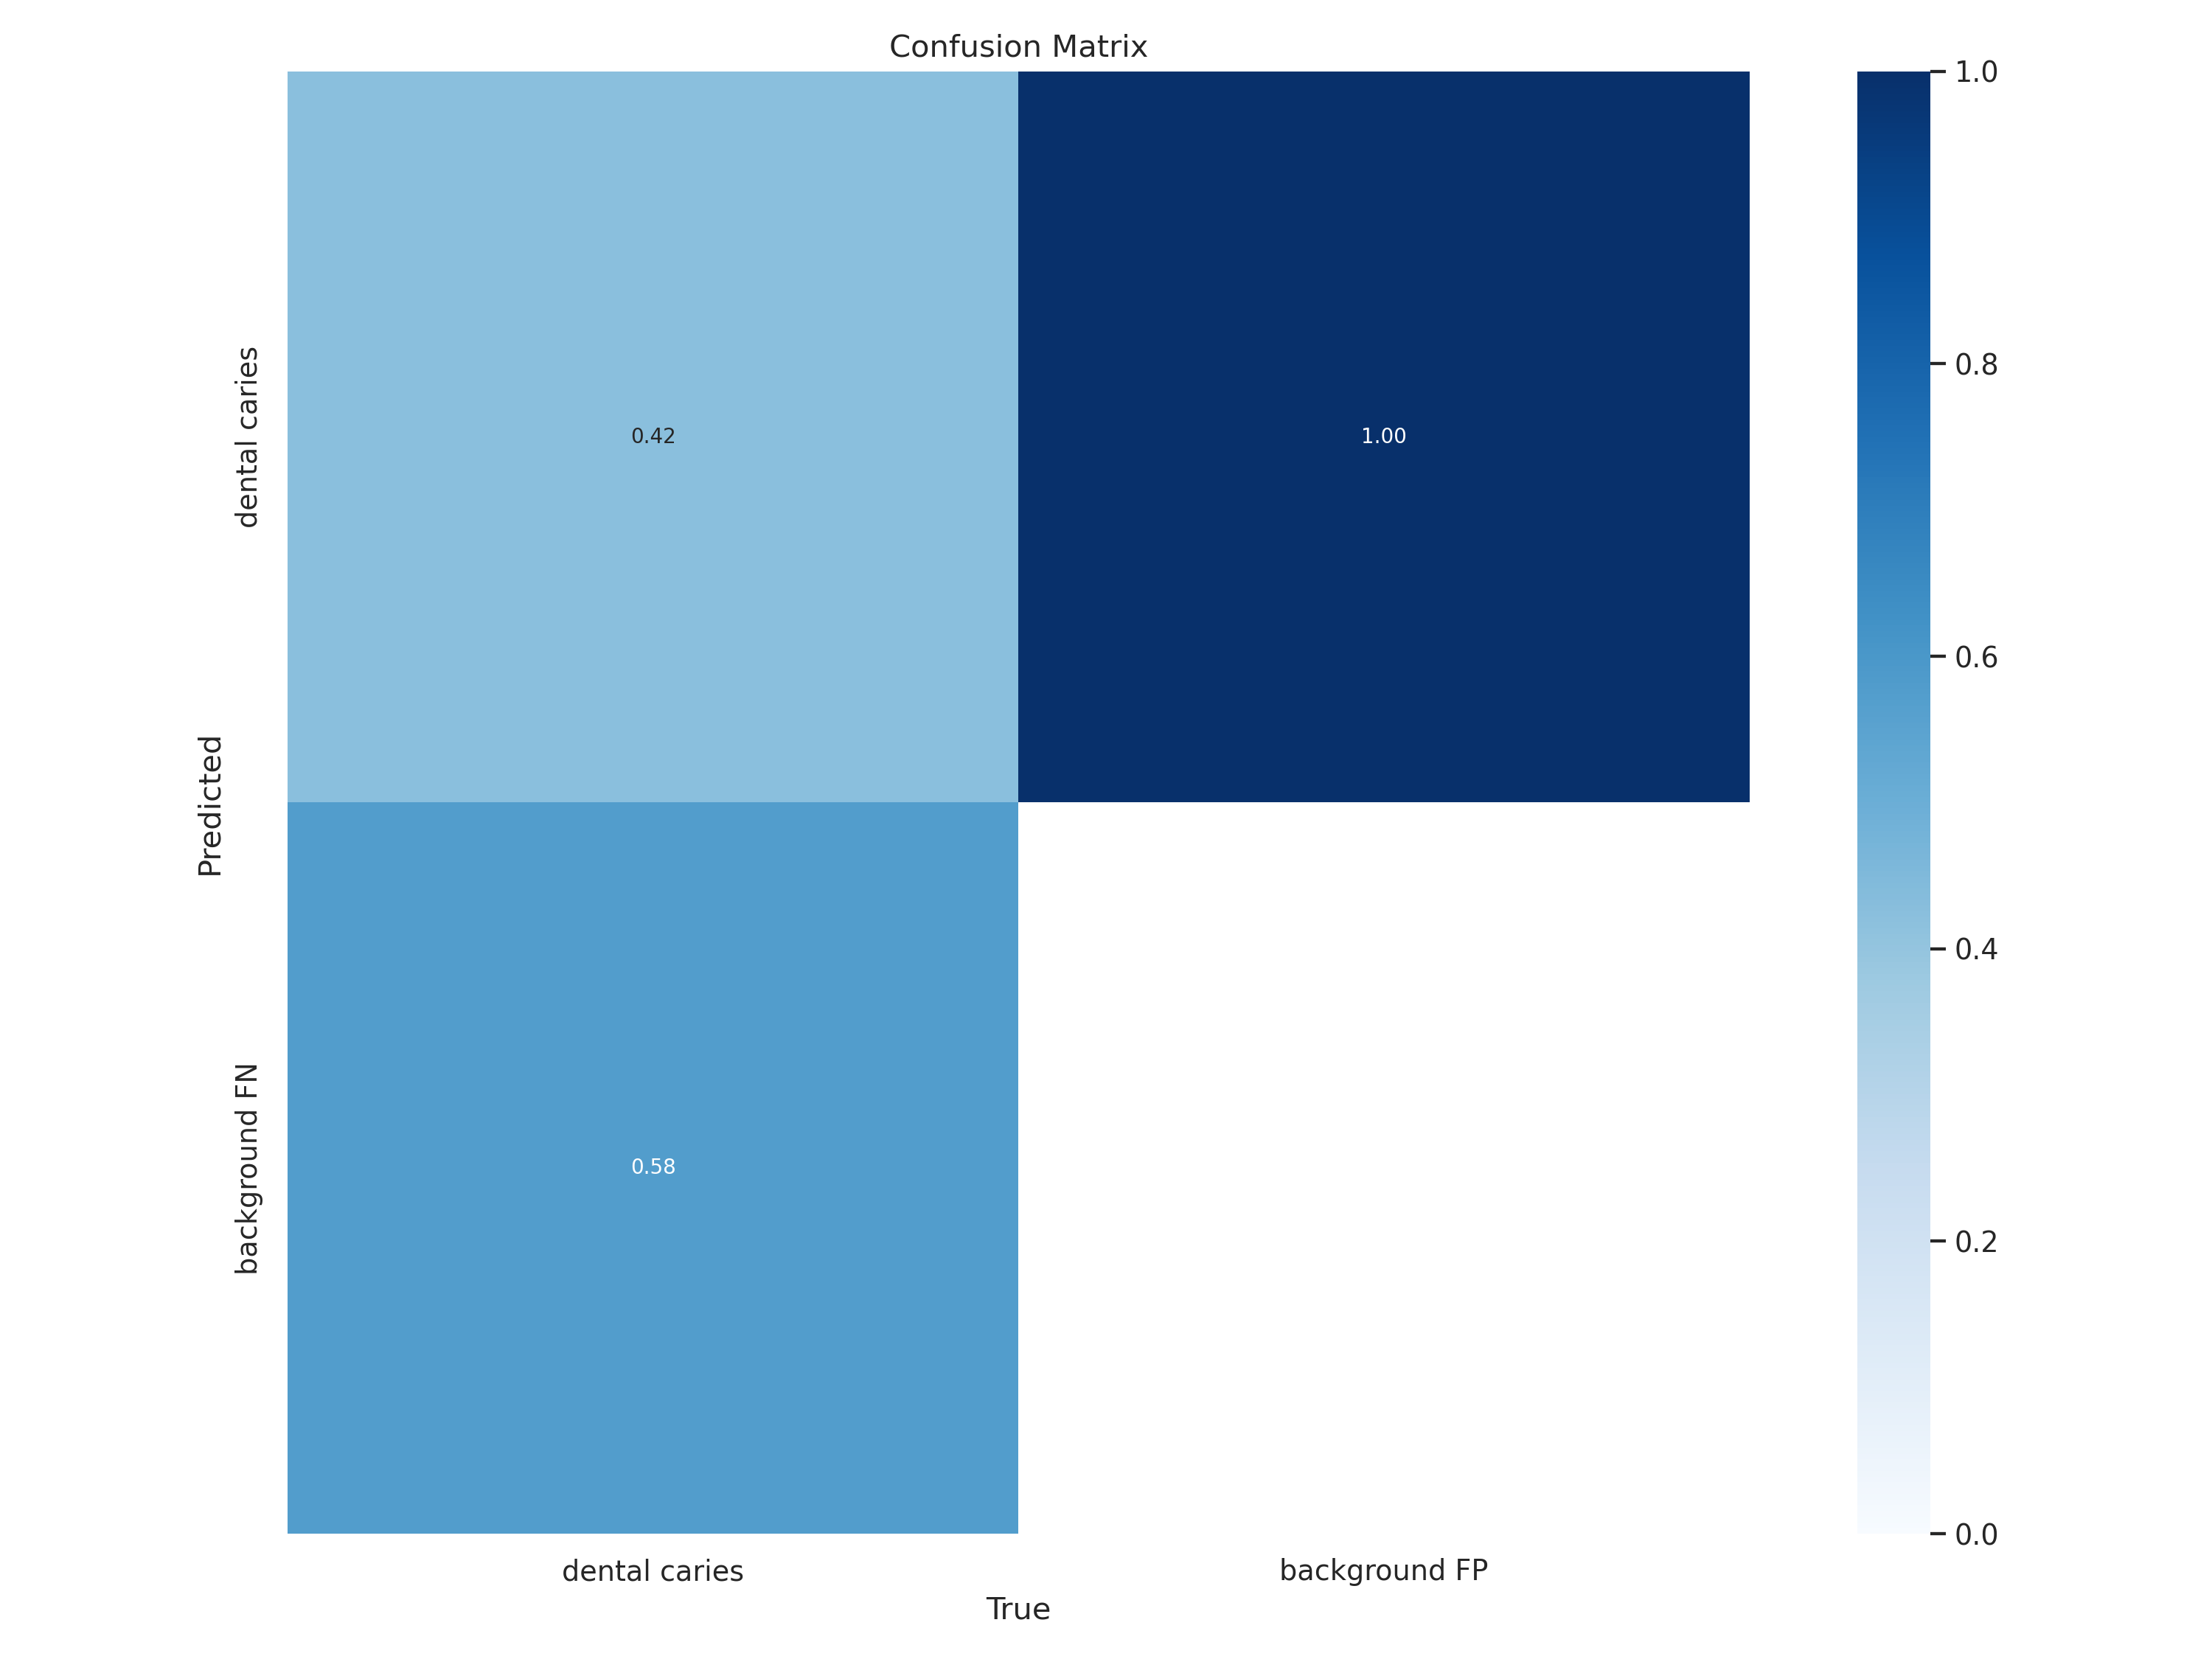 Confusion Matrix
dental caries
background FN
Predicted
0.42
1.00
0.58
dental caries
background FP
True
1.0
0.8
0.6
0.4
0.2
0.0